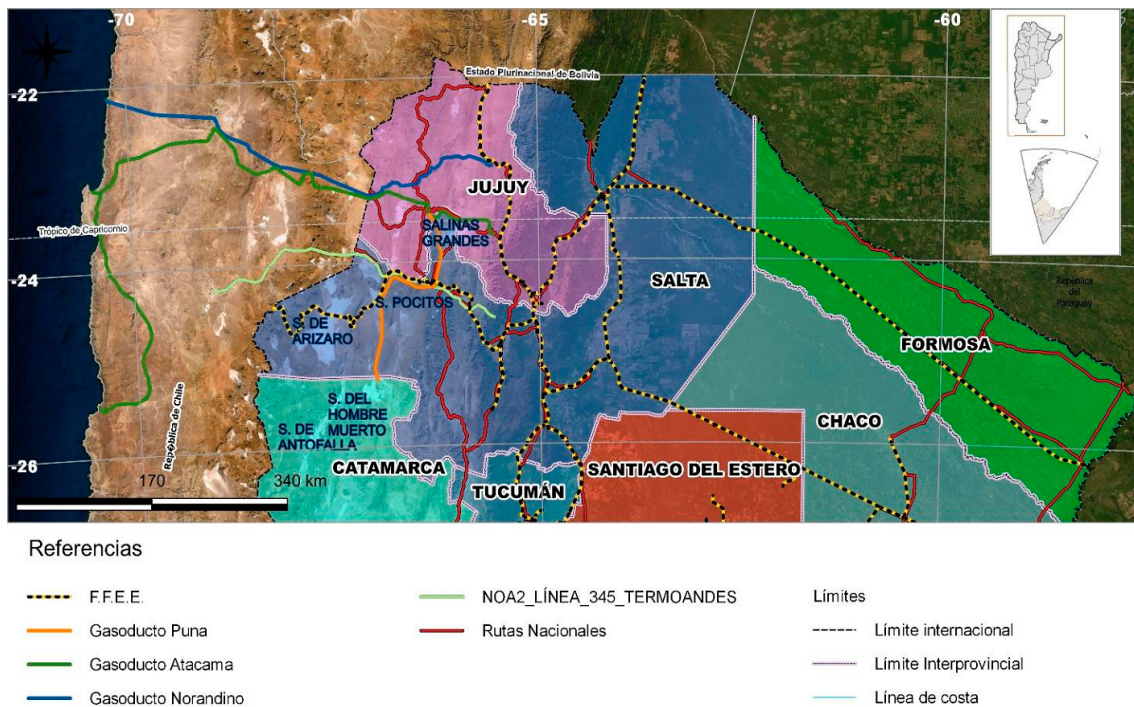 -70
-65
-60
Estado Plurinacional de Bolivia
-22
JUJUY
Trópico de Capricornio
SALINAS
GRANDES
-24
S. POCITOS
SALTA
República
del
Paraguay
S. DE
ARIZARO
FORMOSA
República de Chile
S. DEL
HOMBRE
MUERTO
S. DE
ANTOFALLA
CHACO
-26
CATAMARCA
SANTIAGO DEL ESTERO
TUCUMÁN
170
340 km
Referencias
F.F.E.E.
Gasoducto Puna
Gasoducto Atacama
Gasoducto Norandino
NOA2_LÍNEA_345_TERMOANDES
Rutas Nacionales
Límites
Límite internacional
Límite Interprovincial
Línea de costa